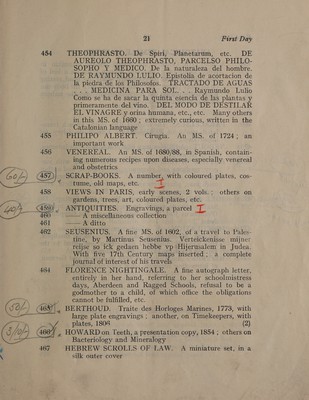 21 First Day
454 THEOPHRASTO. De Spiri, Planetarum, etc. DE
AUREOLO THEOPHRASTO, PARCELSO PHILO-
SOPHO Y MEDICO. De la naturaleza del hombre.
DE RAYMUNDO LULIO. Epistolia de acortacion de
la piedra de los Philosofos. TRACTADO DE AGUAS
. . MEDICINA PARA SOL. . . Raymundo Lulio
Como se ha de sarar la quinta esencia de las plantas y
primeramente del vino. DEL MODO DE DESTILAR
EL VINAGRE y orina humana, etc., etc. Many others
in this MS. of 1660; extremely curious, written in the
Catalonian language
455 PHILIPO ALBERT. Cirugia. An MS. of 1724; an
important work
456 VENEREAL. An MS. of 1680/88, in Spanish, contain-
ing numerous recipes upon diseases, especially venereal
and obstetrics
60/- 457 SCRAP-BOOKS. A number, with coloured plates, cos-
tume, old maps, etc.
458 VIEWS IN PARIS, early scenes, 2 vols.; others on
gardens, trees, art, coloured plates, etc.
459 ANTIQUITIES. Engravings, a parcel
460 —— A miscellaneous collection
461 —— A ditto
462 SEUSENIUS. A fine MS. of 1602, of a travel to Pale-
tine, by Martinus Seusenius. Verteickenisse mijner
reijse so ick gedaen hebbe vp Hijermalem in Judea.
With five 17th Century maps inserted; a complete
journal of interest of his travels
464 FLORENCE NIGHTINGALE. A fine autograph letter,
entirely in her hand, referring to her schoolmistress
days, Aberdeen and Ragged Schools, refusal to be a
godmother to a child, of which office the obligations
cannot be fulfilled, etc.
50/- 465 BERTHOUD. Traite des Horloges Marines, 1773, with
large plate engravings; another, on Timekeepers, with
plates, 1806 (2)
466 HOWARD on Teeth, a presentation copy, 1854; others on
Bacteriology and Mineralogy
467 HEBREW SCROLLS OF LAW. A miniature set, in a
silk outer cover